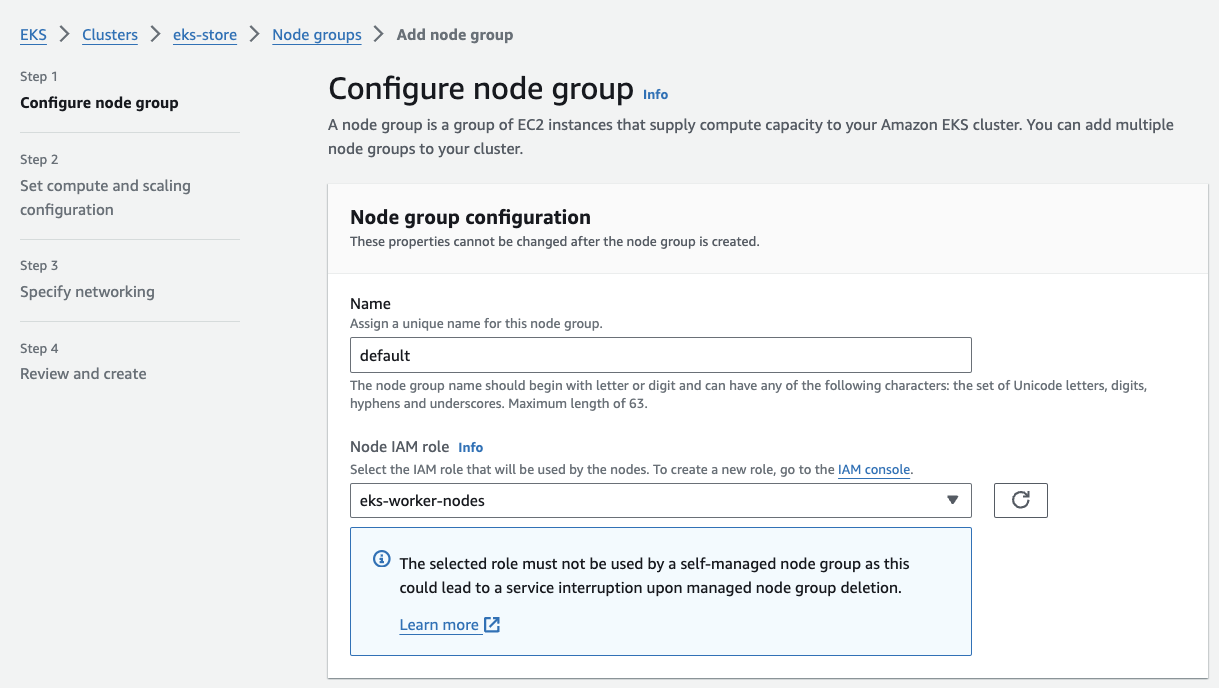 EKS > Clusters > eks-store > Node groups > Add node group
Step 1
Configure node group
Step 2
Set compute and scaling
configuration
Step 3
Specify networking
Step 4
Review and create
Configure node group Info
A node group is a group of EC2 instances that supply compute capacity to your Amazon EKS cluster. You can add multiple
node groups to your cluster.
Node group configuration
These properties cannot be changed after the node group is created.
Name
Assign a unique name for this node group.
default
The node group name should begin with letter or digit and can have any of the following characters: the set of Unicode letters, digits,
hyphens and underscores. Maximum length of 63.
Node IAM role Info
Select the IAM role that will be used by the nodes. To create a new role, go to the IAM console.
eks-worker-nodes
The selected role must not be used by a self-managed node group as this
could lead to a service interruption upon managed node group deletion.
Learn more